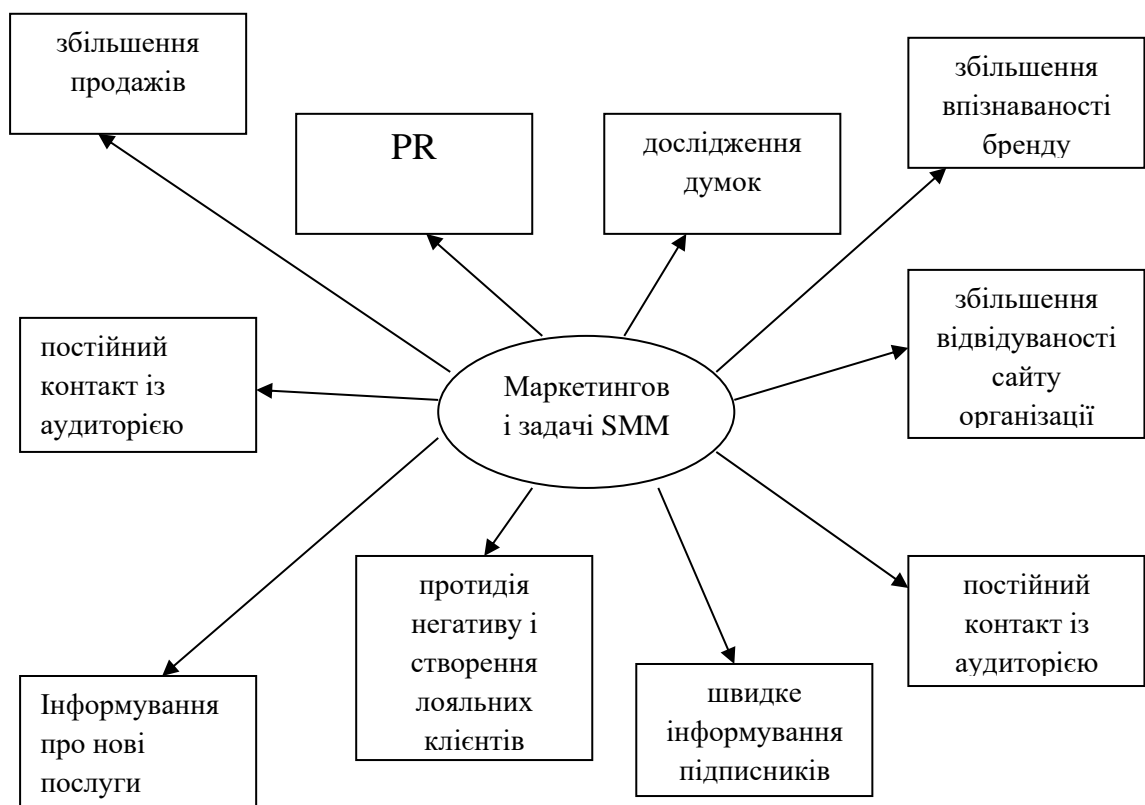 збільшення
продажів
PR
дослідження
думок
збільшення
впізнаваності
бренду
постійний
контакт із
аудиторією
Маркетингов
і задачі SMM
збільшення
відвідуваності
сайту
організації
Інформування
про нові
послуги
протидія
негативу і
створення
лояльних
клієнтів
швидке
інформування
підписників
постійний
контакт із
аудиторією